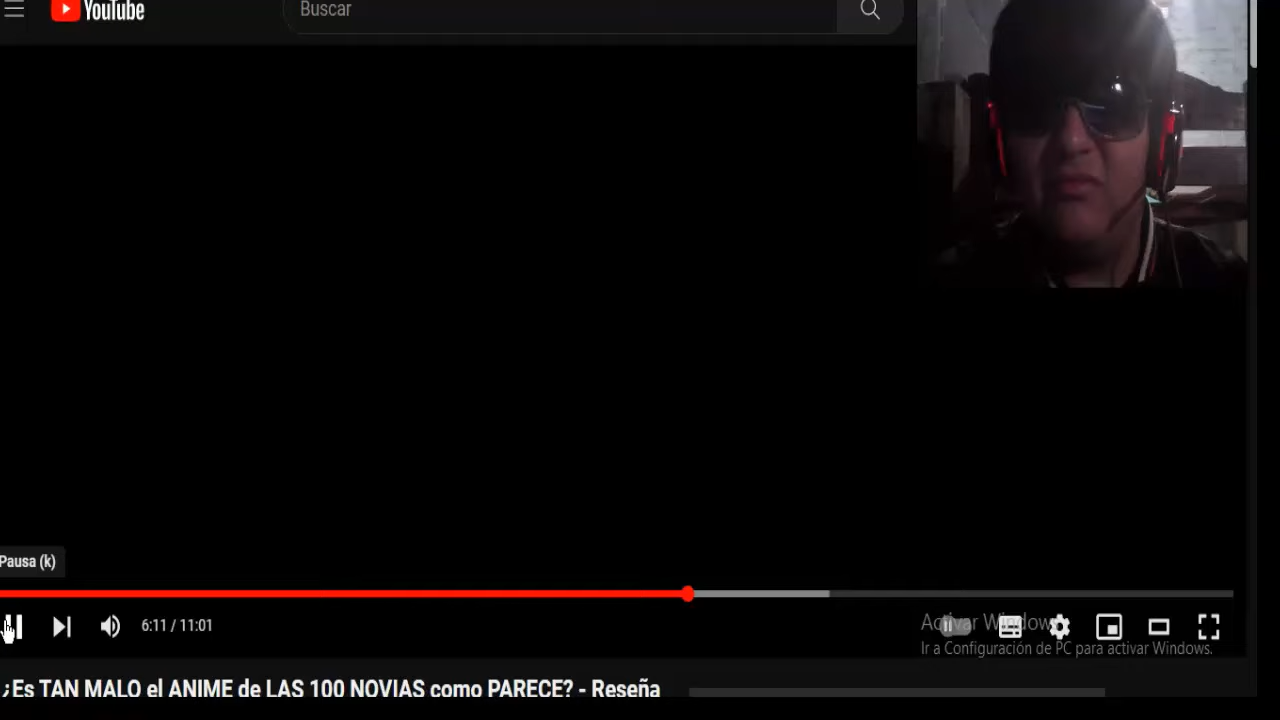 YouTube
Buscar
Pausa (k)
6:11 / 11:01
Activar Windows
Ir a Configuración de PC para activar Windows.
¿Es TAN MALO el ANIME de LAS 100 NOVIAS como PARECE? - Reseña